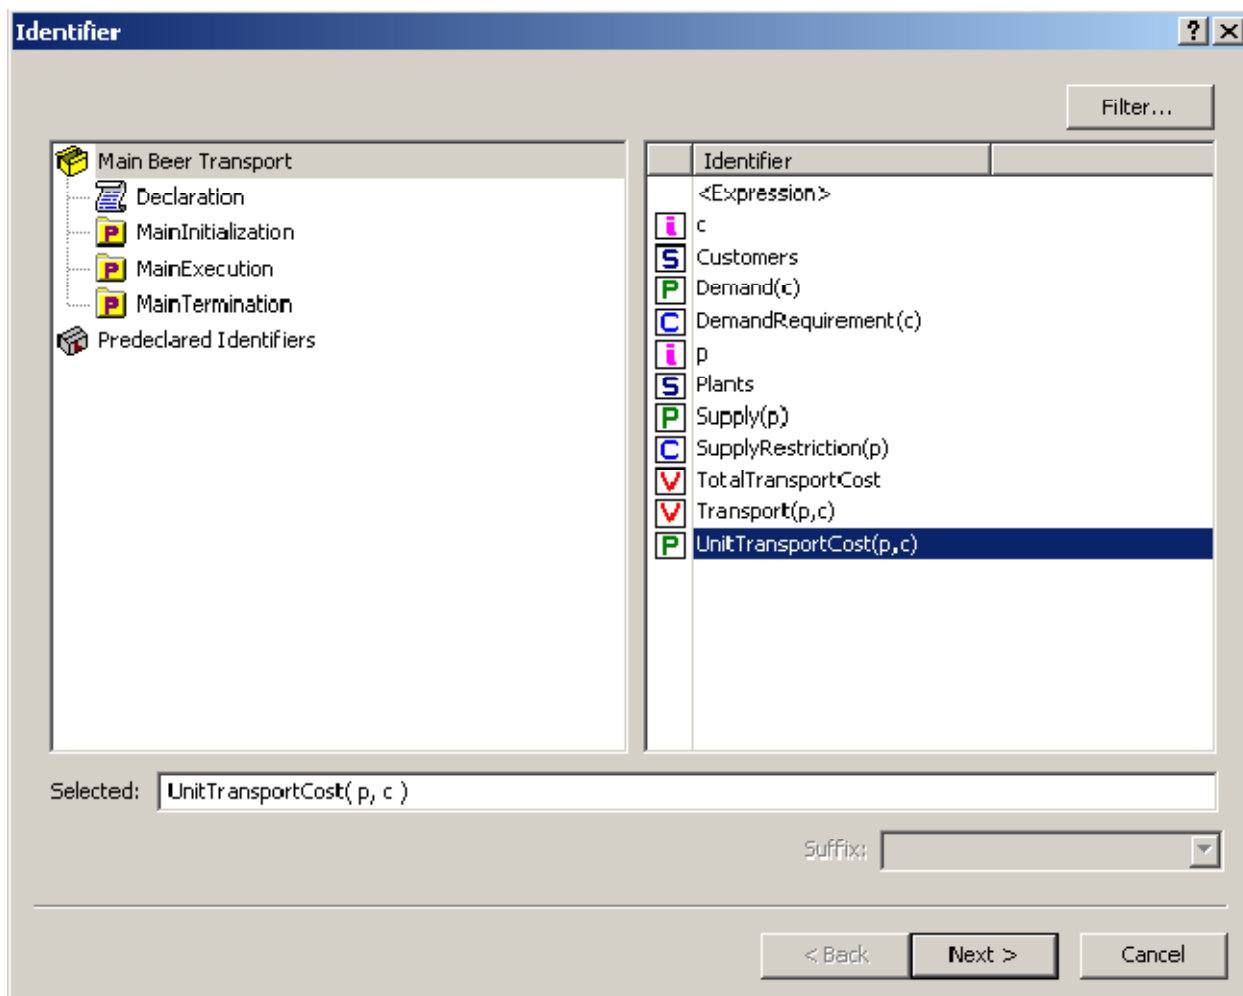 Identifier
Filter...
Main Beer Transport
Declaration
MainInitialization
MainExecution
MainTermination
Predeclared Identifiers
Identifier
<Expression>
i c
S Customers
P Demand(c)
C DemandRequirement(c)
i p
S Plants
P Supply(p)
C SupplyRestriction(p)
V TotalTransportCost
V Transport(p,c)
P UnitTransportCost(p,c)
Selected: UnitTransportCost( p, c )
Suffix:
< Back Next > Cancel